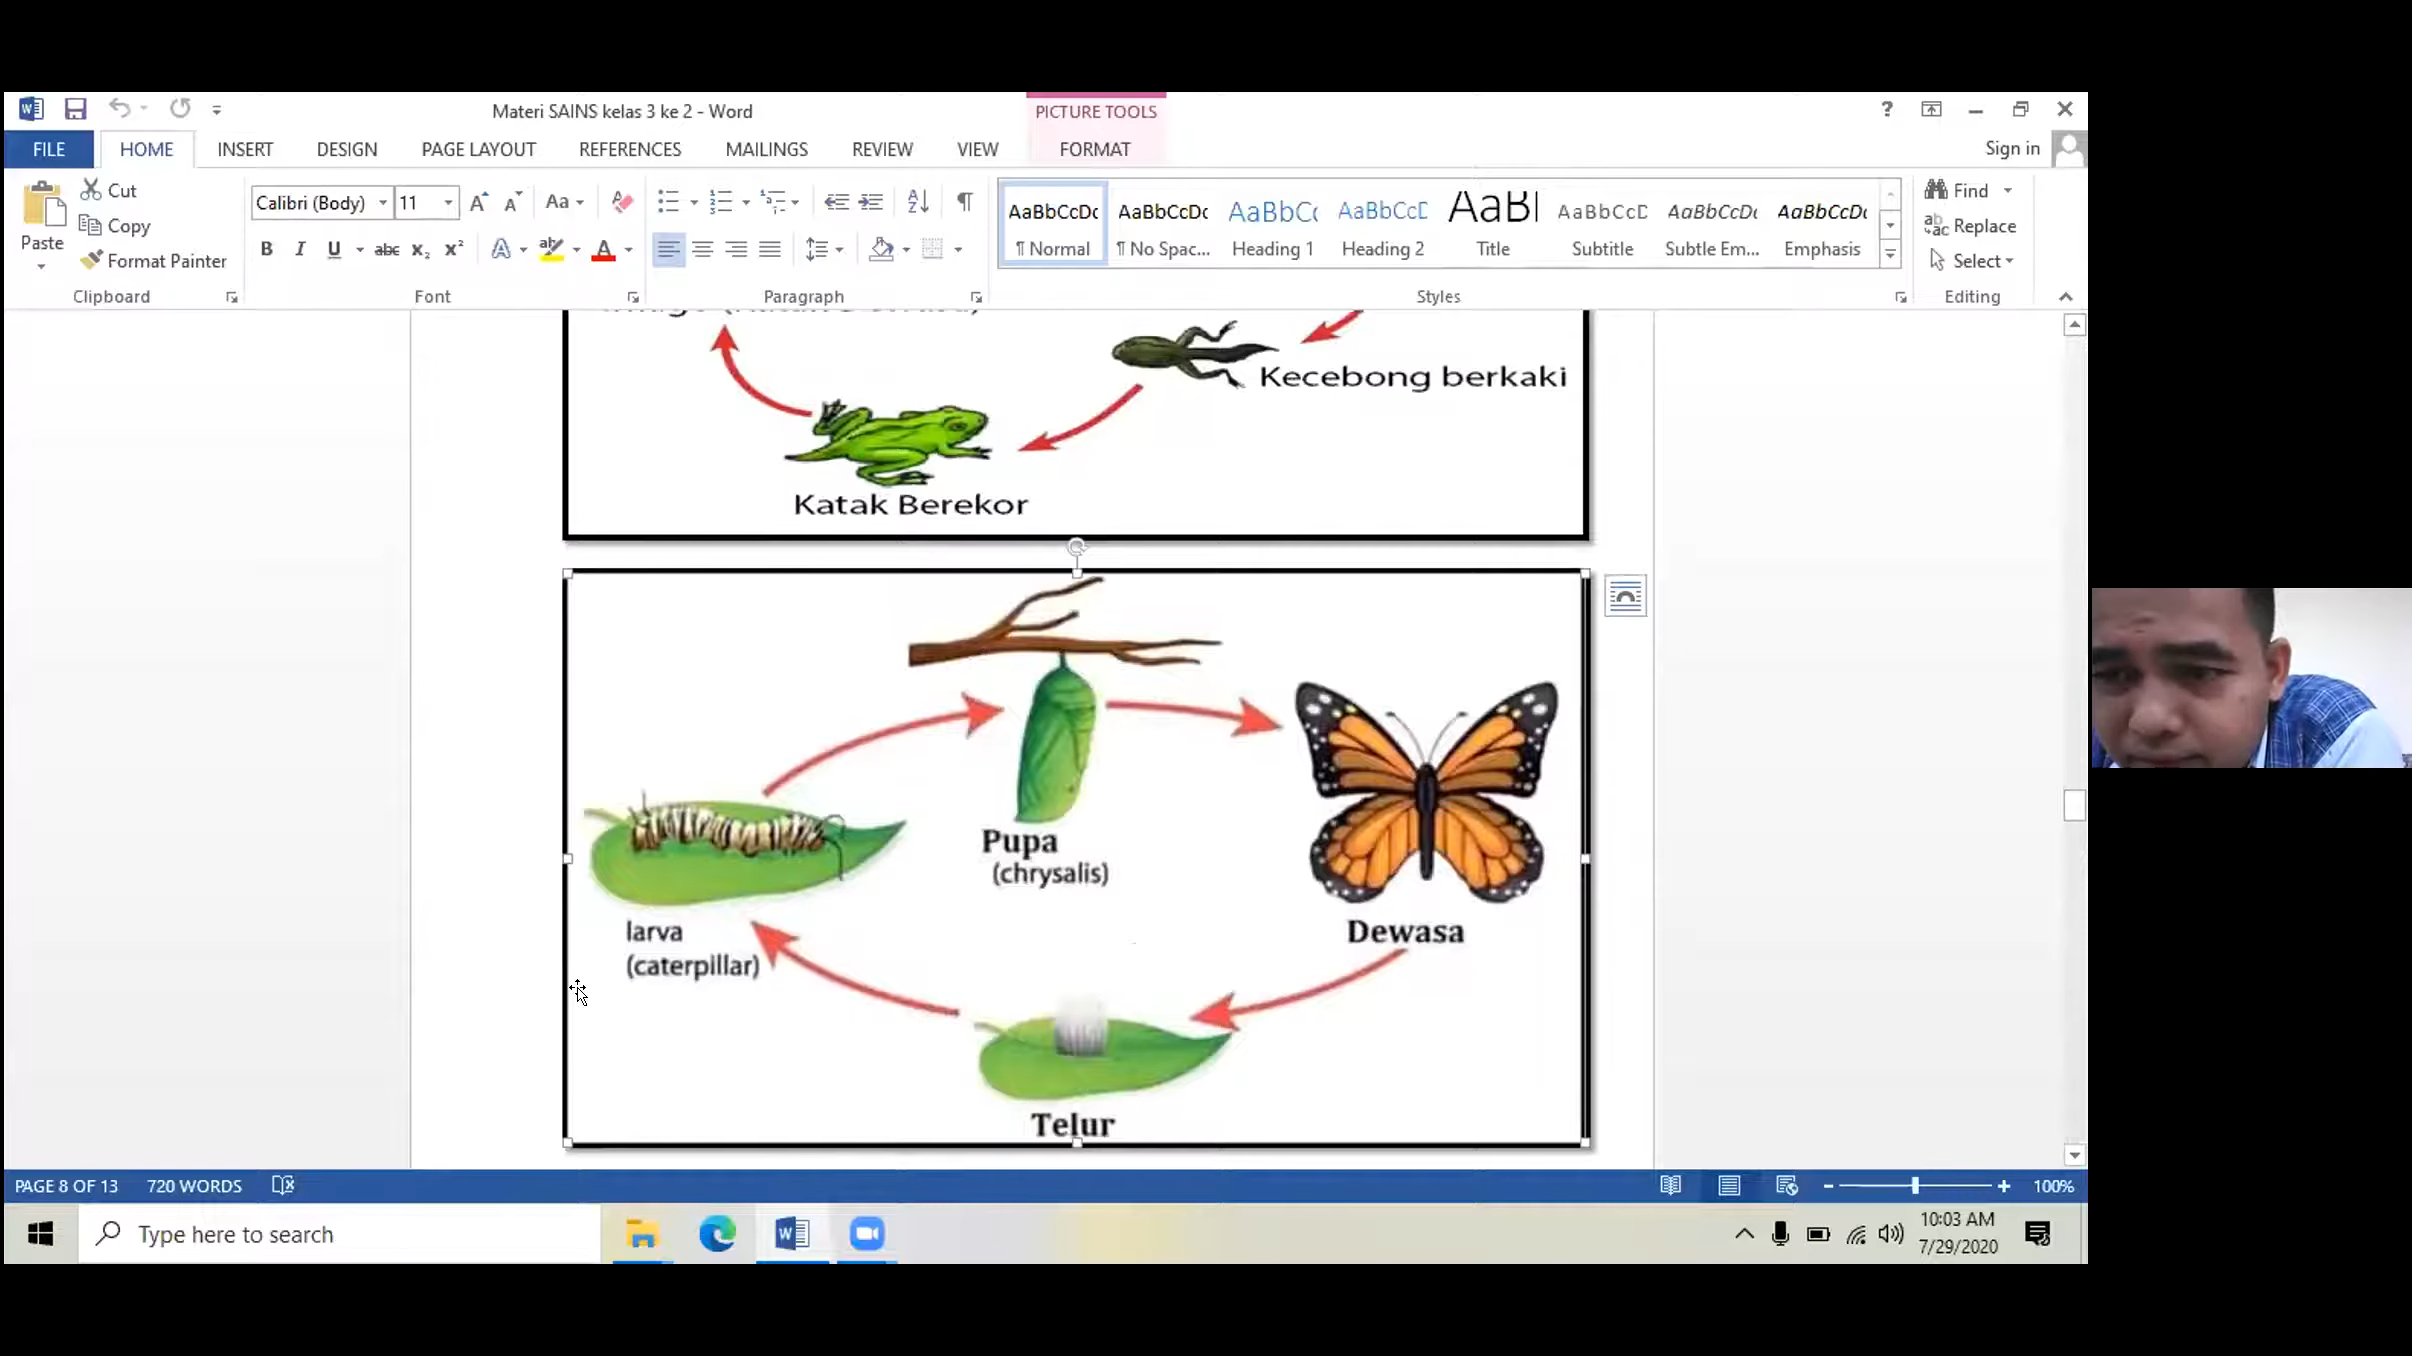 Materi SAINS kelas 3 ke 2 - Word
PICTURE TOOLS
?
FILE
HOME
INSERT
DESIGN
PAGE LAYOUT
REFERENCES
MAILINGS
REVIEW
VIEW
FORMAT
Sign in
Paste
Cut
Copy
Format Painter
Clipboard
Calibri (Body)
11
Font
Paragraph
AaBbCcDc
¶ Normal
AaBbCcDc
¶ No Spac...
AaBbCc
Heading 1
AaBbCcD
Heading 2
AaB
Title
AaBbCcD
Subtitle
AaBbCcDc
Subtle Em...
AaBbCcDc
Emphasis
Styles
Find
Replace
Select
Editing
Kecebong berkaki
Katak Berekor
Pupa
(chrysalis)
larva
(caterpillar)
Dewasa
Telur
PAGE 8 OF 13
720 WORDS
100%
Type here to search
10:03 AM
7/29/2020